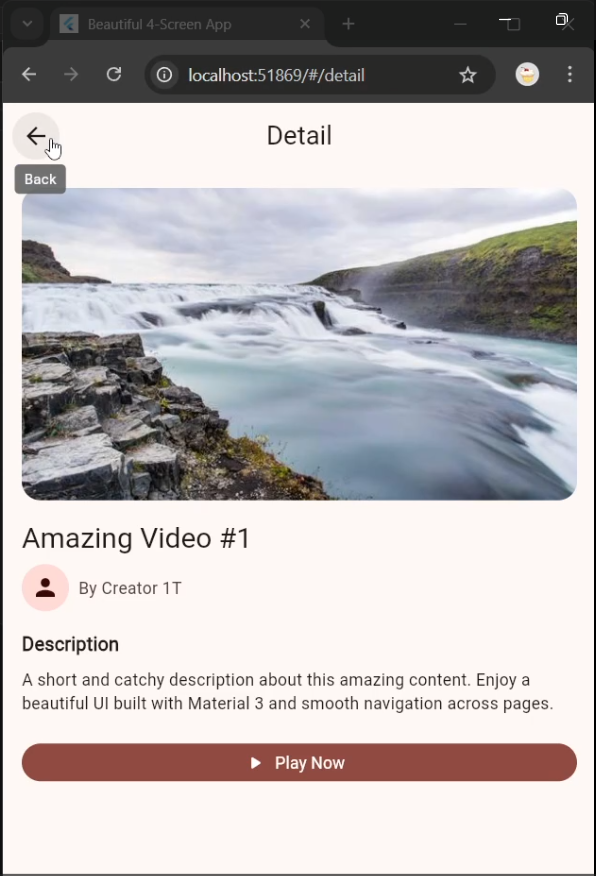 Beautiful 4-Screen App
localhost:51869/#/detail
Detail
Back
Amazing Video #1
By Creator 1T
Description
A short and catchy description about this amazing content. Enjoy a
beautiful UI built with Material 3 and smooth navigation across pages.
Play Now